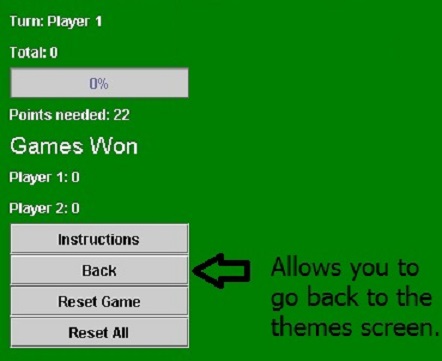 Turn: Player 1
Total: 0
0%
Points needed: 22
Games Won
Player 1: 0
Player 2: 0
Instructions
Back
Reset Game
Reset All
Allows you to
go back to the
themes screen.